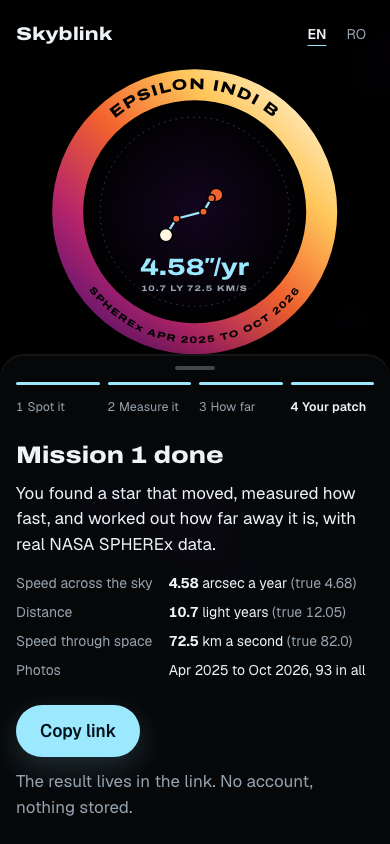 Skyblink
EN RO
EPSILON INDI B
4.58″/yr
10.7 LY 72.5 KM/S
SPHEREx APR 2025 TO OCT 2026
1 Spot it 2 Measure it 3 How far 4 Your patch
Mission 1 done
You found a star that moved, measured how
fast, and worked out how far away it is, with
real NASA SPHEREx data.
Speed across the sky 4.58 arcsec a year (true 4.68)
Distance 10.7 light years (true 12.05)
Speed through space 72.5 km a second (true 82.0)
Photos Apr 2025 to Oct 2026, 93 in all
Copy link
The result lives in the link. No account,
nothing stored.